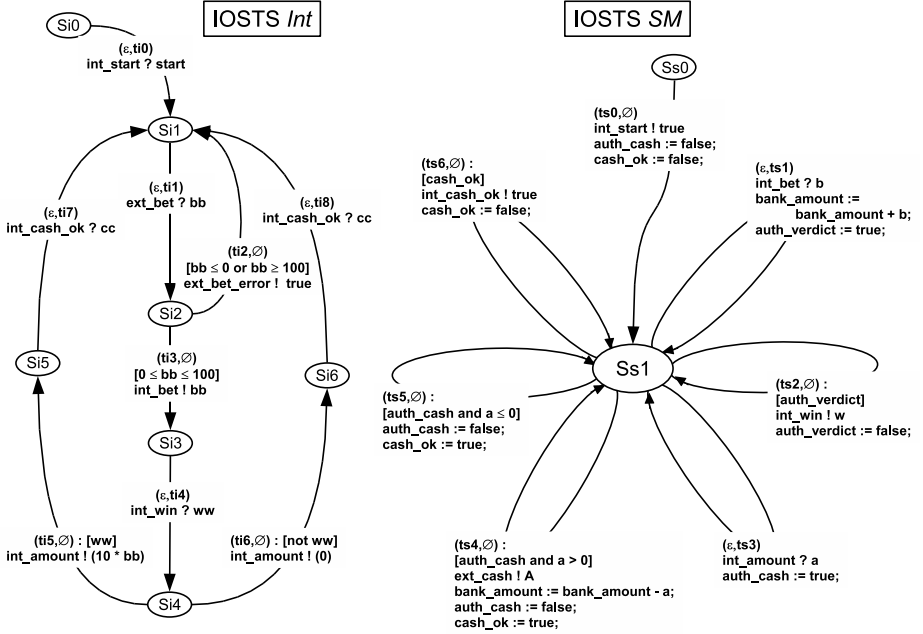 IOSTS Int
Si0
(ε,ti0)
int_start ? start
Si1
(ε,ti1)
ext_bet ? bb
(ε,ti7)
int_cash_ok ? cc
(ε,ti8)
int_cash_ok ? cc
(ti2,∅)
[bb ≤ 0 or bb ≥ 100]
ext_bet_error ! true
Si2
(ti3,∅)
[0 ≤ bb ≤ 100]
int_bet ! bb
Si5
Si6
Si3
(ε,ti4)
int_win ? ww
(ti5,∅) : [ww]
int_amount ! (10 * bb)
(ti6,∅) : [not ww]
int_amount ! (0)
Si4
IOSTS SM
Ss0
(ts0,∅)
int_start ! true
auth_cash := false;
cash_ok := false;
(ts6,∅) :
[cash_ok]
int_cash_ok ! true
cash_ok := false;
(ε,ts1)
int_bet ? b
bank_amount :=
bank_amount + b;
auth_verdict := true;
Ss1
(ts5,∅) :
[auth_cash and a ≤ 0]
auth_cash := false;
cash_ok := true;
(ts2,∅) :
[auth_verdict]
int_win ! w
auth_verdict := false;
(ts4,∅) :
[auth_cash and a > 0]
ext_cash ! A
bank_amount := bank_amount - a;
auth_cash := false;
cash_ok := true;
(ε,ts3)
int_amount ? a
auth_cash := true;